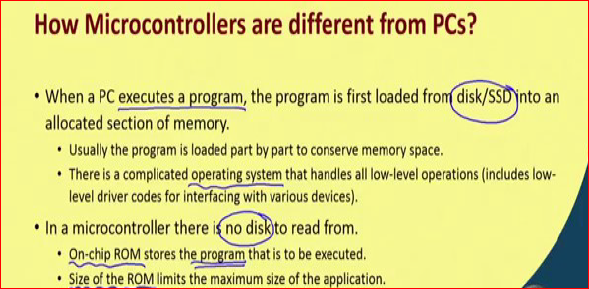 How Microcontrollers are different from PCs?
• When a PC executes a program, the program is first loaded from disk/SSD into an
allocated section of memory.
• Usually the program is loaded part by part to conserve memory space.
• There is a complicated operating system that handles all low-level operations (includes low-
level driver codes for interfacing with various devices).
• In a microcontroller there is no disk to read from.
• On-chip ROM stores the program that is to be executed.
• Size of the ROM limits the maximum size of the application.